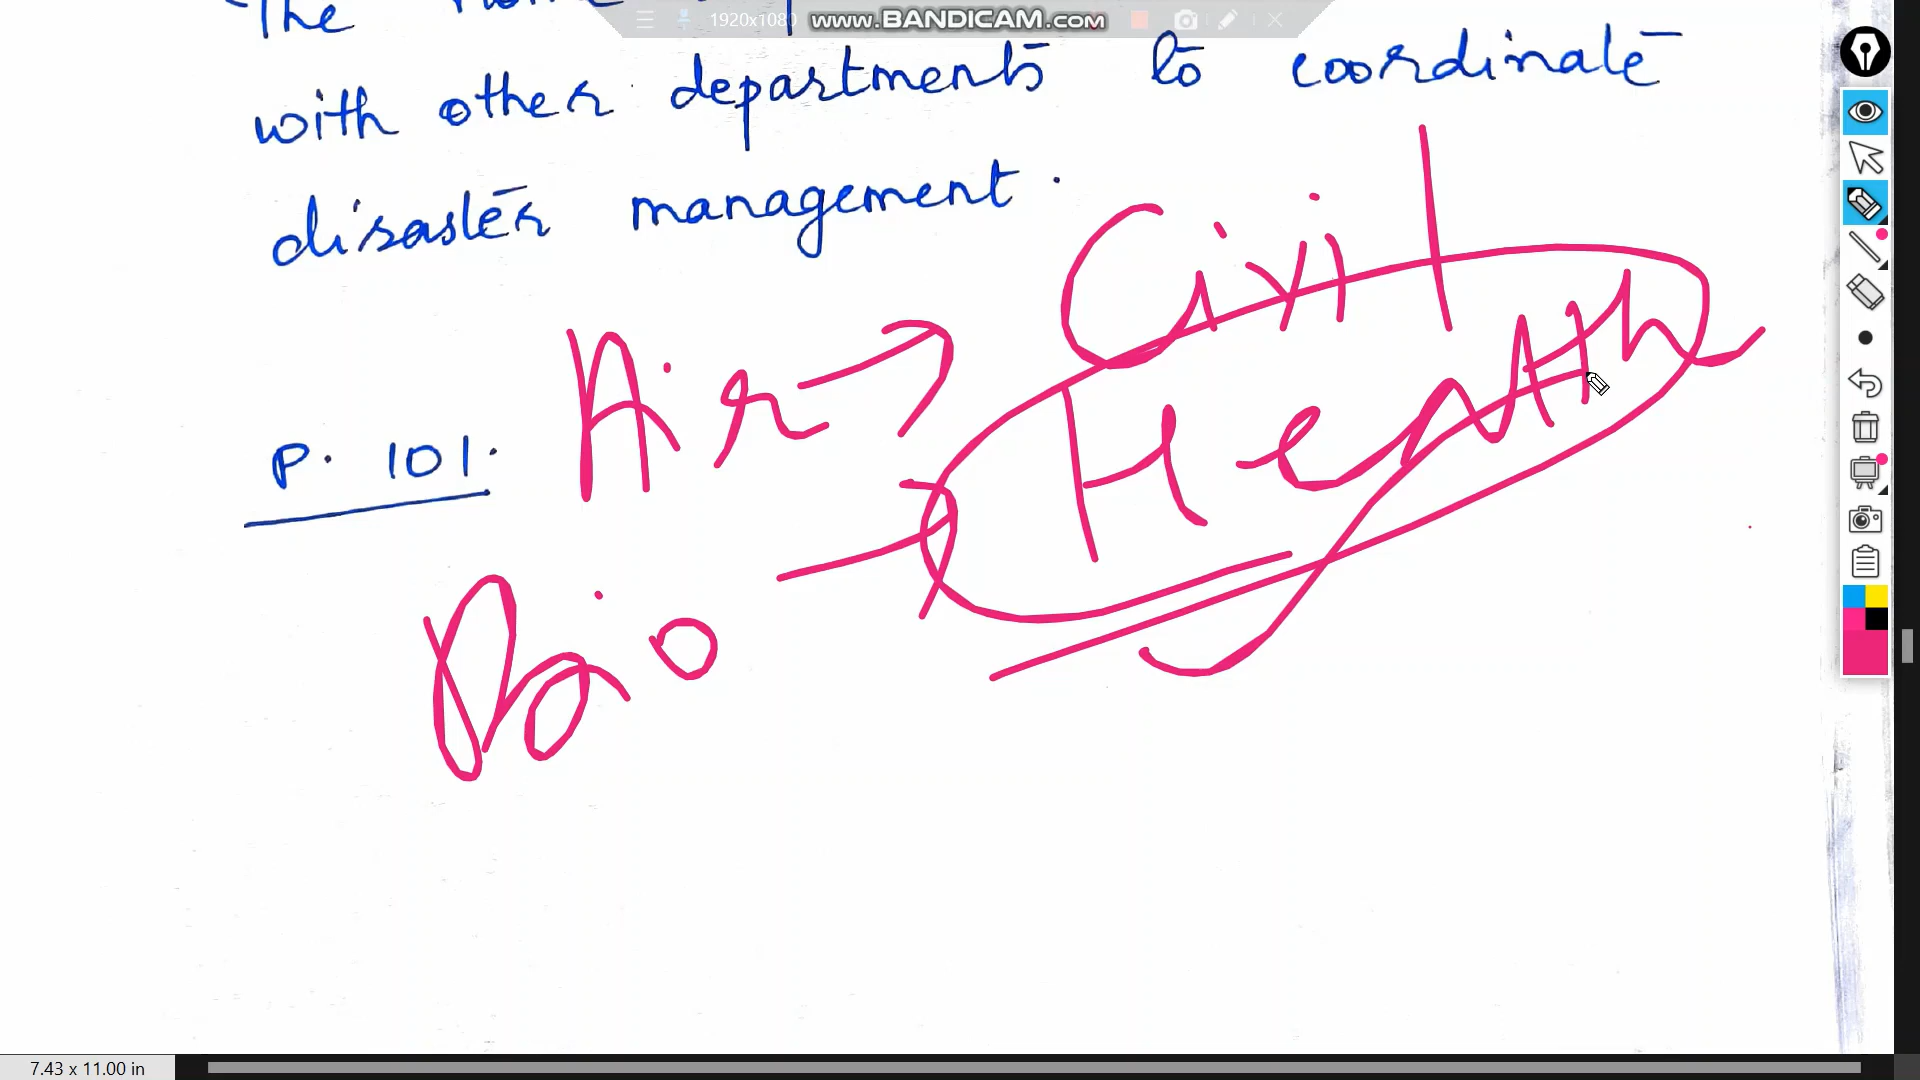 The
1920x1080 www.BANDICAM.com
with other departments to coordinate
disaster management.
Civil
Air
Health
P. 101.
Bio
7.43 x 11.00 in